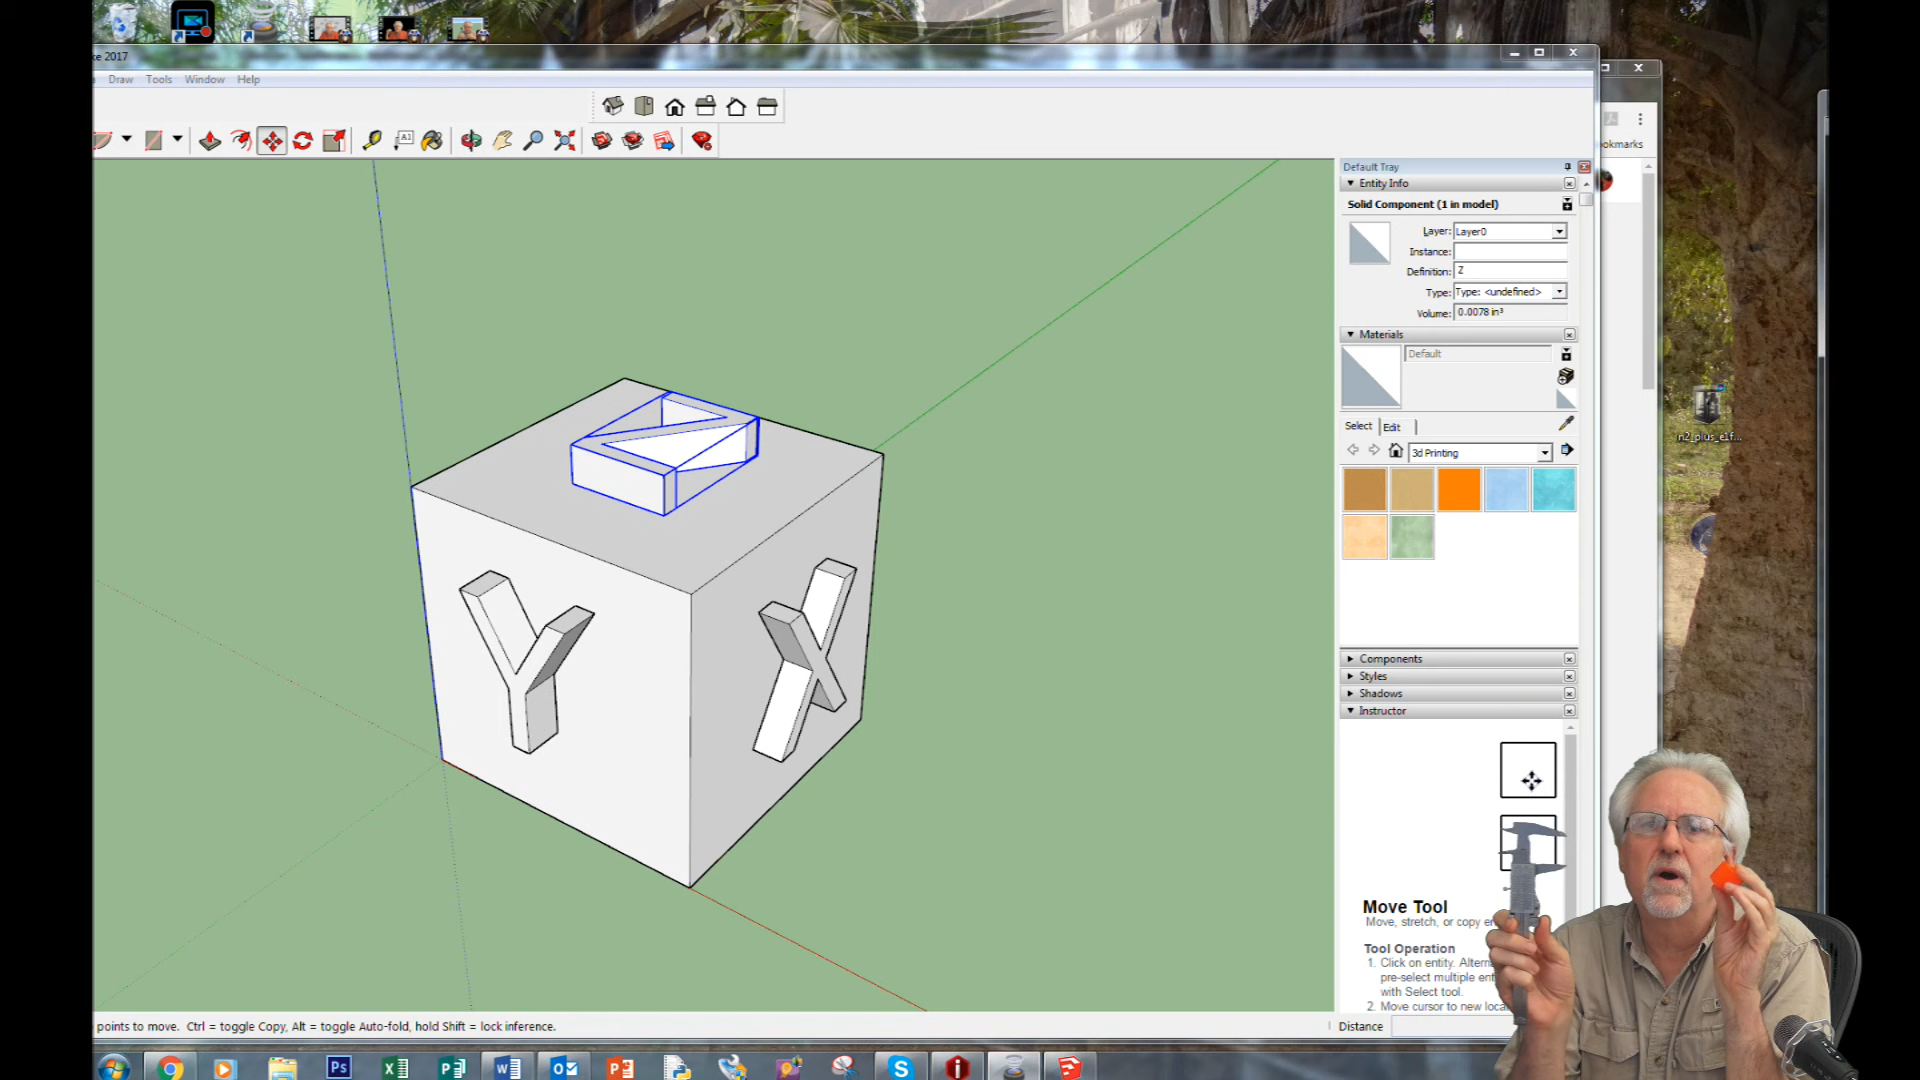 ke 2017
Draw Tools Window Help
A1
Default Tray
Entity Info
Solid Component (1 in model)
Layer: Layer0
Instance:
Definition: Z
Type: Type: <undefined>
Volume: 0.0078 in³
Materials
Default
Select Edit
3d Printing
Components
Styles
Shadows
Instructor
Move Tool
Move, stretch, or copy en
Tool Operation
1. Click on entity. Altern
pre-select multiple ent
with Select tool.
2. Move cursor to new loca
Z
Y
X
points to move. Ctrl = toggle Copy, Alt = toggle Auto-fold, hold Shift = lock inference.
Distance
okmarks
n2_plus_e1f...
Ps